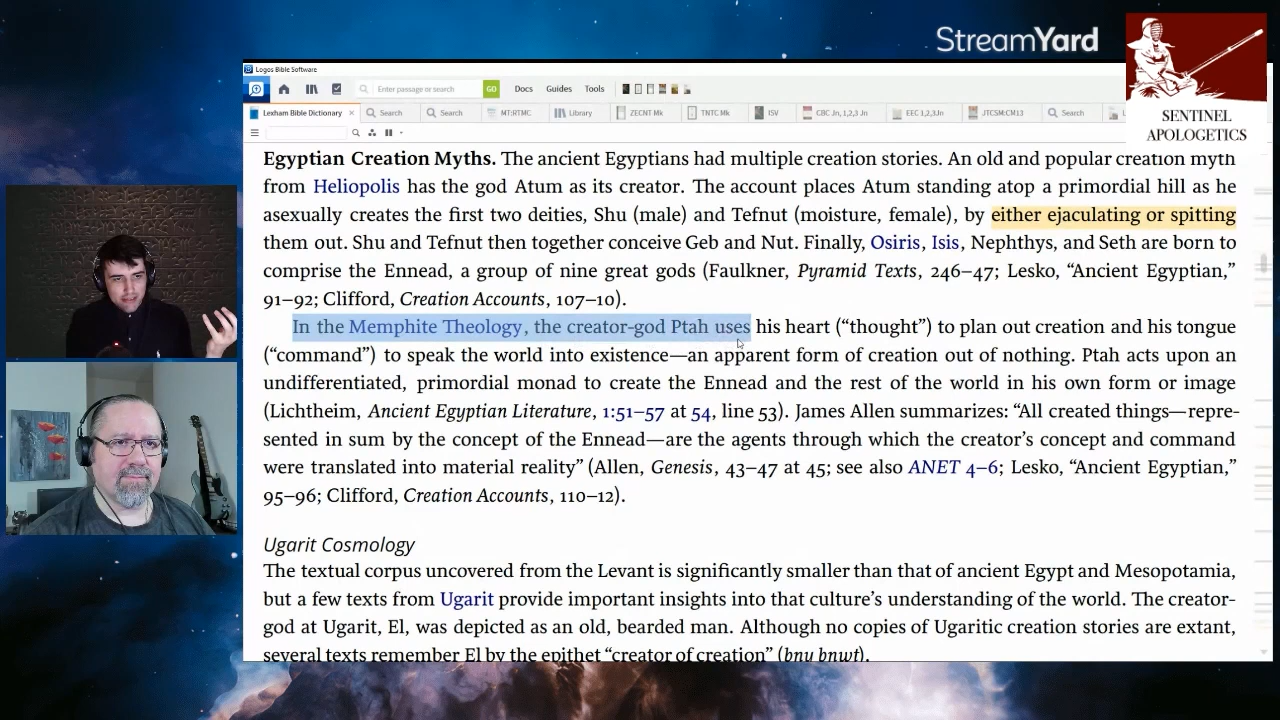 StreamYard
SENTINEL
APOLOGETICS
Logos Bible Software
Enter passage or search GO Docs Guides Tools
Lexham Bible Dictionary Search Search MT:RTMC Library ZECNT Mk TNTC Mk ISV CBC Jn, 1,2,3 Jn EEC 1,2,3Jn JTCSM:CM13 Search
Egyptian Creation Myths. The ancient Egyptians had multiple creation stories. An old and popular creation myth
from Heliopolis has the god Atum as its creator. The account places Atum standing atop a primordial hill as he
asexually creates the first two deities, Shu (male) and Tefnut (moisture, female), by either ejaculating or spitting
them out. Shu and Tefnut then together conceive Geb and Nut. Finally, Osiris, Isis, Nephthys, and Seth are born to
comprise the Ennead, a group of nine great gods (Faulkner, Pyramid Texts, 246–47; Lesko, “Ancient Egyptian,”
91–92; Clifford, Creation Accounts, 107–10).
In the Memphite Theology, the creator-god Ptah uses his heart (“thought”) to plan out creation and his tongue
(“command”) to speak the world into existence—an apparent form of creation out of nothing. Ptah acts upon an
undifferentiated, primordial monad to create the Ennead and the rest of the world in his own form or image
(Lichtheim, Ancient Egyptian Literature, 1:51–57 at 54, line 53). James Allen summarizes: “All created things—repre-
sented in sum by the concept of the Ennead—are the agents through which the creator’s concept and command
were translated into material reality” (Allen, Genesis, 43–47 at 45; see also ANET 4–6; Lesko, “Ancient Egyptian,”
95–96; Clifford, Creation Accounts, 110–12).
Ugarit Cosmology
The textual corpus uncovered from the Levant is significantly smaller than that of ancient Egypt and Mesopotamia,
but a few texts from Ugarit provide important insights into that culture’s understanding of the world. The creator-
god at Ugarit, El, was depicted as an old, bearded man. Although no copies of Ugaritic creation stories are extant,
several texts remember El by the epithet “creator of creation” (bnu bnwt).